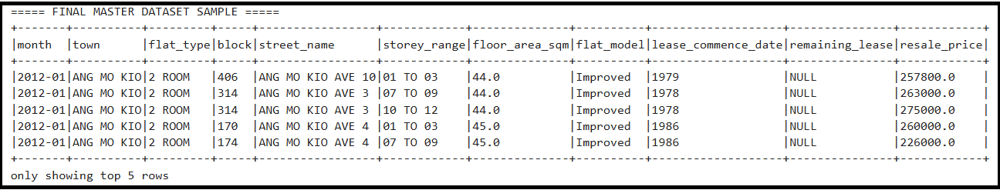 ===== FINAL MASTER DATASET SAMPLE =====
+-------+----------+---------+-----+-----------------+------------+--------------+----------+-------------------+---------------+------------+
|month  |town      |flat_type|block|street_name      |storey_range|floor_area_sqm|flat_model|lease_commence_date|remaining_lease|resale_price|
+-------+----------+---------+-----+-----------------+------------+--------------+----------+-------------------+---------------+------------+
|2012-01|ANG MO KIO|2 ROOM   |406  |ANG MO KIO AVE 10|01 TO 03    |44.0          |Improved  |1979               |NULL           |257800.0    |
|2012-01|ANG MO KIO|2 ROOM   |314  |ANG MO KIO AVE 3 |07 TO 09    |44.0          |Improved  |1978               |NULL           |263000.0    |
|2012-01|ANG MO KIO|2 ROOM   |314  |ANG MO KIO AVE 3 |10 TO 12    |44.0          |Improved  |1978               |NULL           |275000.0    |
|2012-01|ANG MO KIO|2 ROOM   |170  |ANG MO KIO AVE 4 |01 TO 03    |45.0          |Improved  |1986               |NULL           |260000.0    |
|2012-01|ANG MO KIO|2 ROOM   |174  |ANG MO KIO AVE 4 |07 TO 09    |45.0          |Improved  |1986               |NULL           |226000.0    |
+-------+----------+---------+-----+-----------------+------------+--------------+----------+-------------------+---------------+------------+
only showing top 5 rows